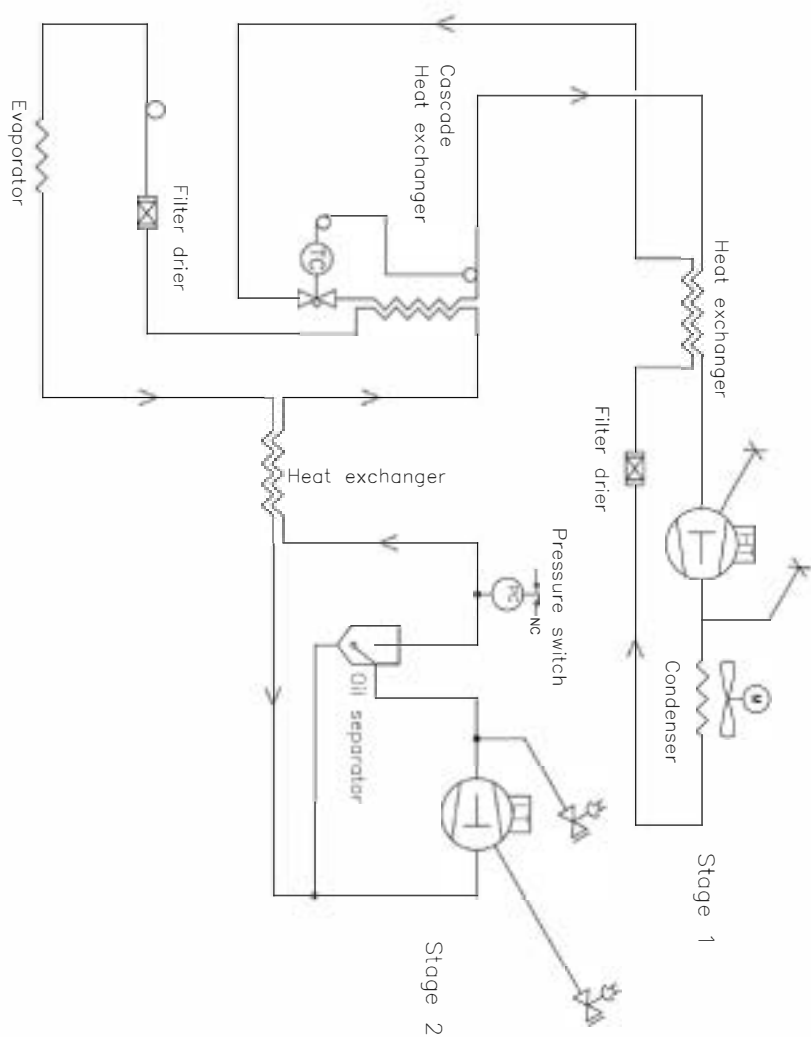 Evaporator
Filter drier
Cascade
Heat exchanger
TC
Heat exchanger
Filter drier
Heat exchanger
Pressure switch
PC
NC
Oil separator
Condenser
M
Stage 1
Stage 2